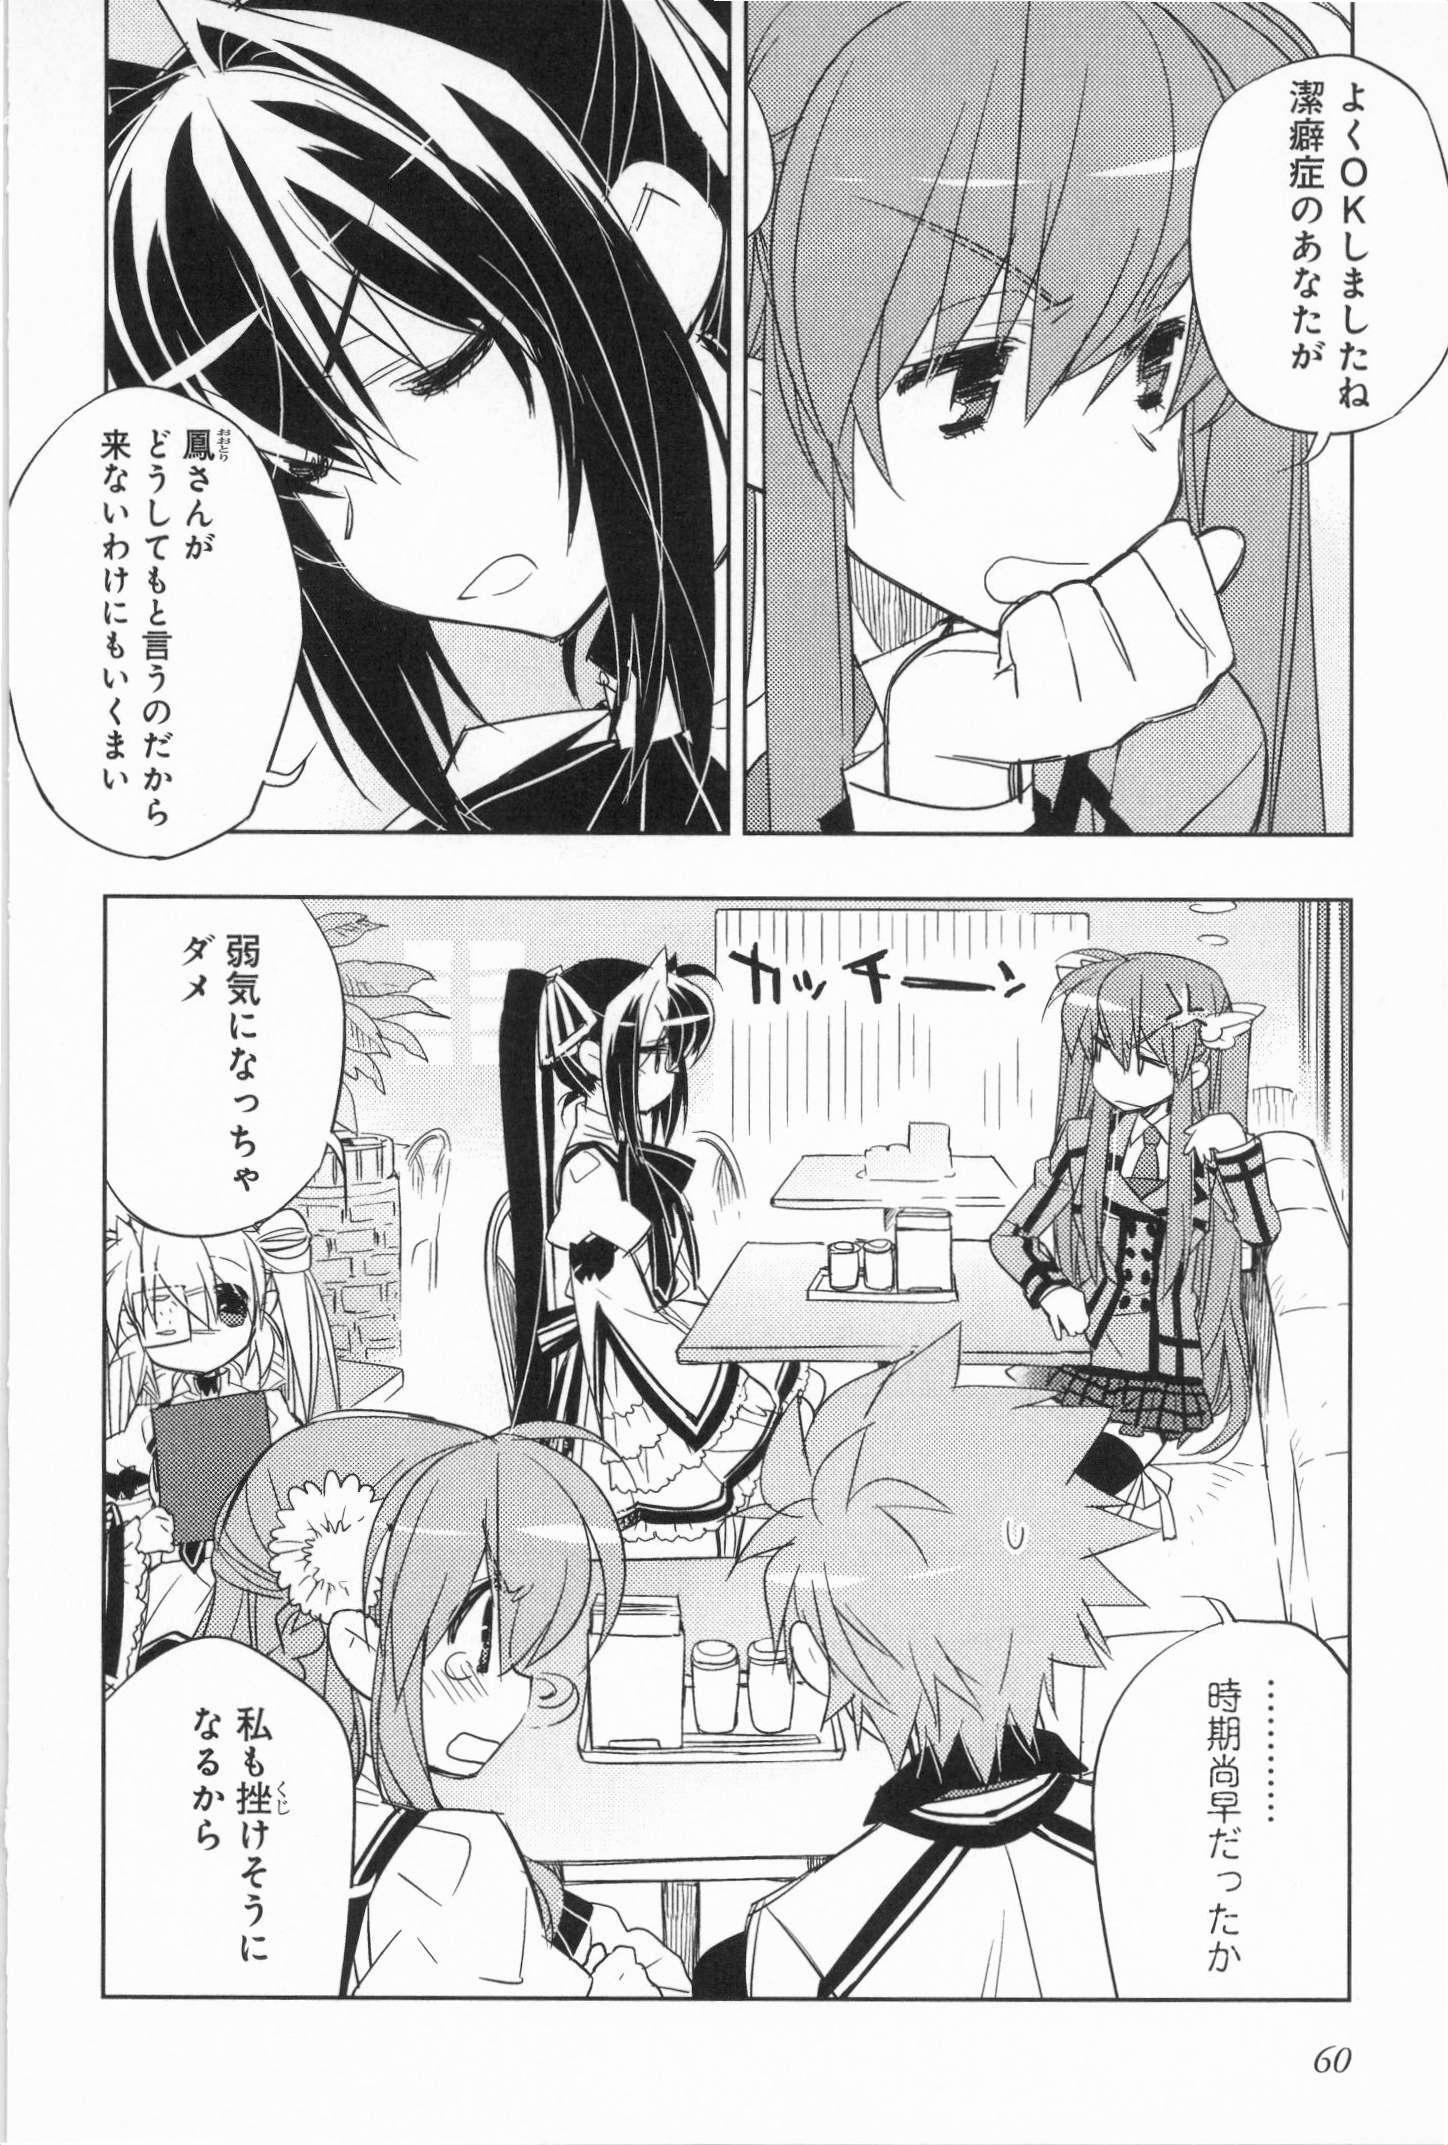 よくOKしましたね
潔癖症のあなたが
鳳さんが
おおとり
どうしてもと言うのだから
来ないわけにもいくまい
カッチーン
…………
時期尚早だったか
弱気になっちゃ
ダメ
私も挫けそうに
くじ
なるから
60